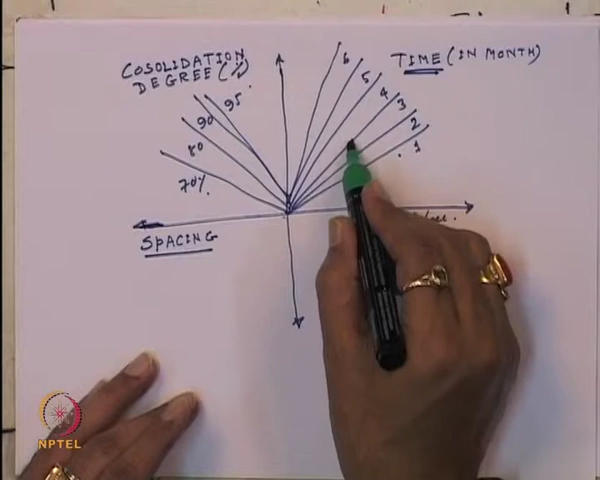 COSOLIDATION
DEGREE (%)
TIME (IN MONTH)
95
90
80
70%
6
5
4
3
2
1
SPACING
NPTEL